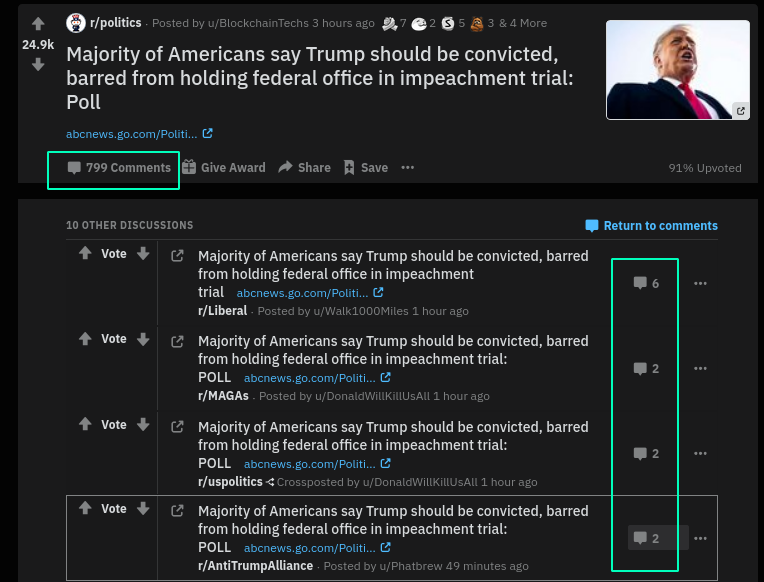 r/politics · Posted by u/BlockchainTechs 3 hours ago 7 2 5 3 & 4 More
24.9k
Majority of Americans say Trump should be convicted,
barred from holding federal office in impeachment trial:
Poll
abcnews.go.com/Politi...
799 Comments Give Award Share Save ··· 91% Upvoted
10 OTHER DISCUSSIONS Return to comments
Vote
Majority of Americans say Trump should be convicted, barred
from holding federal office in impeachment
trial abcnews.go.com/Politi...
6 ···
r/Liberal · Posted by u/Walk1000Miles 1 hour ago
Vote
Majority of Americans say Trump should be convicted, barred
from holding federal office in impeachment trial:
POLL abcnews.go.com/Politi...
2 ···
r/MAGAs · Posted by u/DonaldWillKillUsAll 1 hour ago
Vote
Majority of Americans say Trump should be convicted, barred
from holding federal office in impeachment trial:
POLL abcnews.go.com/Politi...
2 ···
r/uspolitics Crossposted by u/DonaldWillKillUsAll 1 hour ago
Vote
Majority of Americans say Trump should be convicted, barred
from holding federal office in impeachment trial:
POLL abcnews.go.com/Politi...
2 ···
r/AntiTrumpAlliance · Posted by u/Phatbrew 49 minutes ago